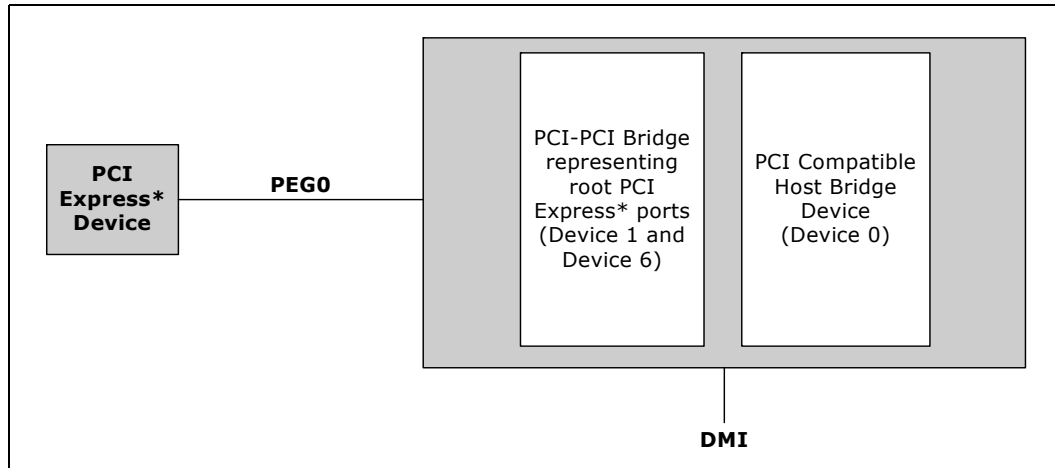 PCI
Express*
Device
PEG0
PCI-PCI Bridge
representing
root PCI
Express* ports
(Device 1 and
Device 6)
PCI Compatible
Host Bridge
Device
(Device 0)
DMI